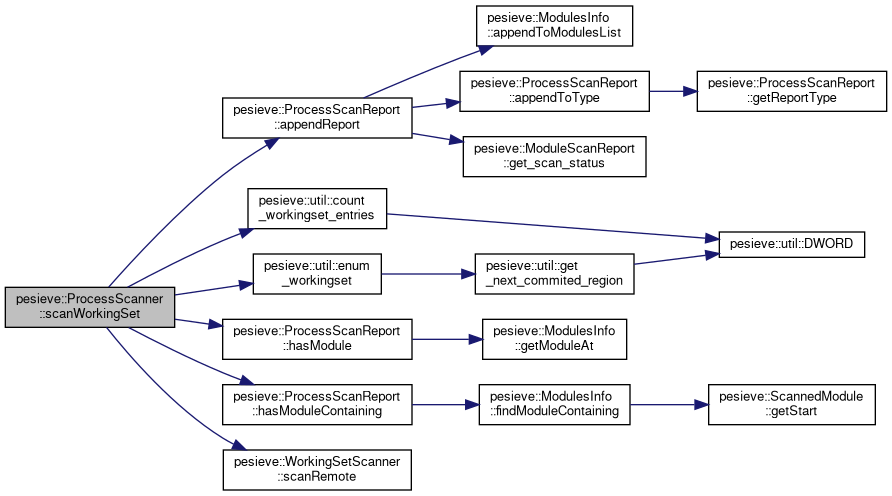 pesieve::ModulesInfo
::appendToModulesList
pesieve::ProcessScanReport
::appendToType
pesieve::ProcessScanReport
::getReportType
pesieve::ProcessScanReport
::appendReport
pesieve::ModuleScanReport
::get_scan_status
pesieve::util::count
_workingset_entries
pesieve::util::DWORD
pesieve::util::enum
_workingset
pesieve::util::get
_next_commited_region
pesieve::ProcessScanner
::scanWorkingSet
pesieve::ProcessScanReport
::hasModule
pesieve::ModulesInfo
::getModuleAt
pesieve::ProcessScanReport
::hasModuleContaining
pesieve::ModulesInfo
::findModuleContaining
pesieve::ScannedModule
::getStart
pesieve::WorkingSetScanner
::scanRemote